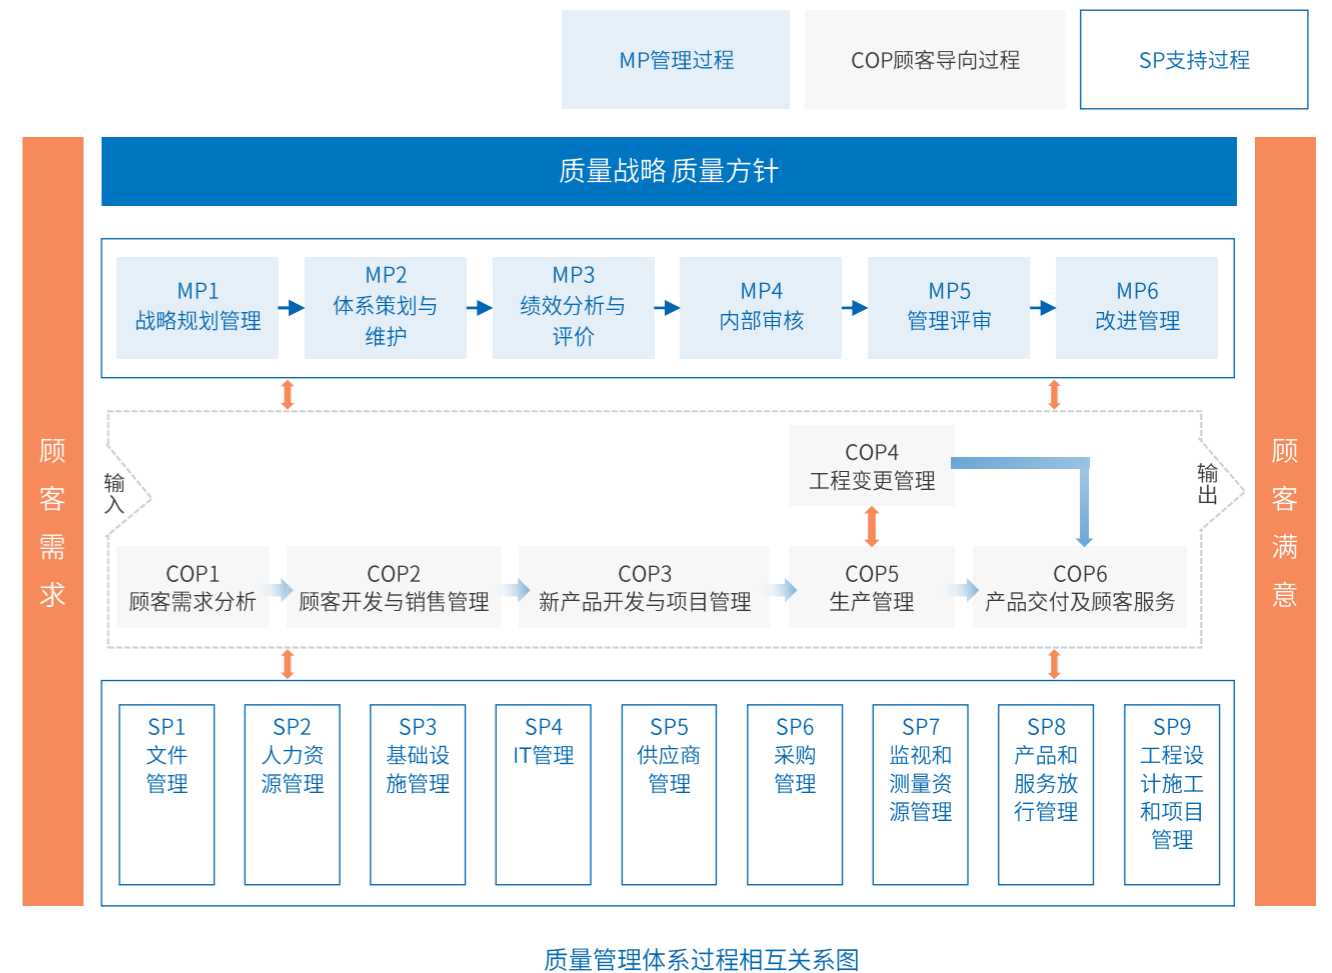 MP管理过程
COP顾客导向过程
SP支持过程
质量战略 质量方针
顾
客
需
求
MP1
战略规划管理
MP2
体系策划与
维护
MP3
绩效分析与
评价
MP4
内部审核
MP5
管理评审
MP6
改进管理
输
入
COP4
工程变更管理
输
出
COP1
顾客需求分析
COP2
顾客开发与销售管理
COP3
新产品开发与项目管理
COP5
生产管理
COP6
产品交付及顾客服务
SP1
文件
管理
SP2
人力资
源管理
SP3
基础设
施管理
SP4
IT管理
SP5
供应商
管理
SP6
采购
管理
SP7
监视和
测量资
源管理
SP8
产品和
服务放
行管理
SP9
工程设
计施工
和项目
管理
顾
客
满
意
质量管理体系过程相互关系图